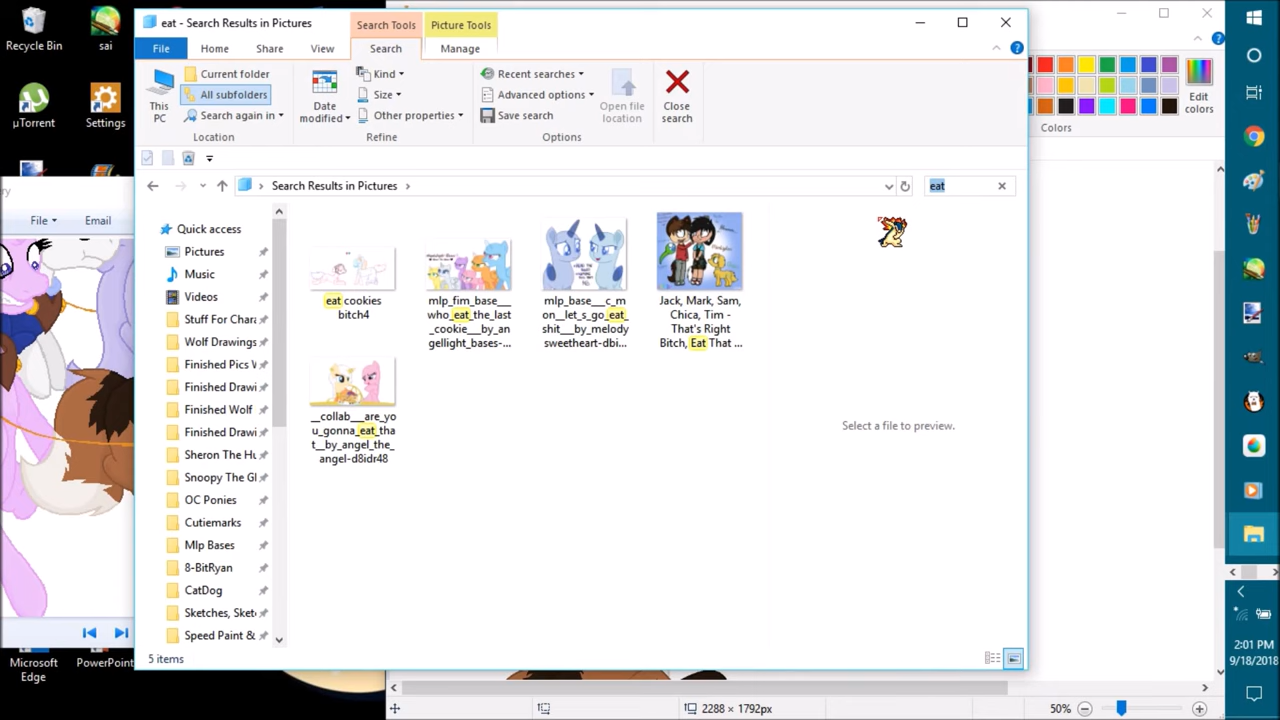 Recycle Bin
sai
µTorrent
Settings
eat - Search Results in Pictures
Search Tools
Picture Tools
File
Home
Share
View
Search
Manage
This
PC
Current folder
All subfolders
Search again in
Location
Date
modified
Kind
Size
Other properties
Refine
Recent searches
Advanced options
Save search
Options
Open file
location
Close
search
Search Results in Pictures
eat
File
Email
Quick access
Pictures
Music
Videos
Stuff For Chara
Wolf Drawings
Finished Pics
Finished Drawi
Finished Wolf
Finished Drawi
Sheron The Hu
Snoopy The Gl
OC Ponies
Cutiemarks
Mlp Bases
8-BitRyan
CatDog
Sketches, Sket
Speed Paint &
eat cookies
bitch4
mlp_fim_base___
who_eat_the_last
_cookie___by_an
gellight_bases-...
mlp_base___c_m
on__let_s_go_eat_
shit___by_melody
sweetheart-dbi...
Jack, Mark, Sam,
Chica, Tim -
That's Right
Bitch, Eat That ...
__collab___are_yo
u_gonna_eat_tha
t__by_angel_the_
angel-d8idr48
Select a file to preview.
5 items
Microsoft
Edge
PowerPoint
Edit
colors
Colors
2288 × 1792px
50%
2:01 PM
9/18/2018